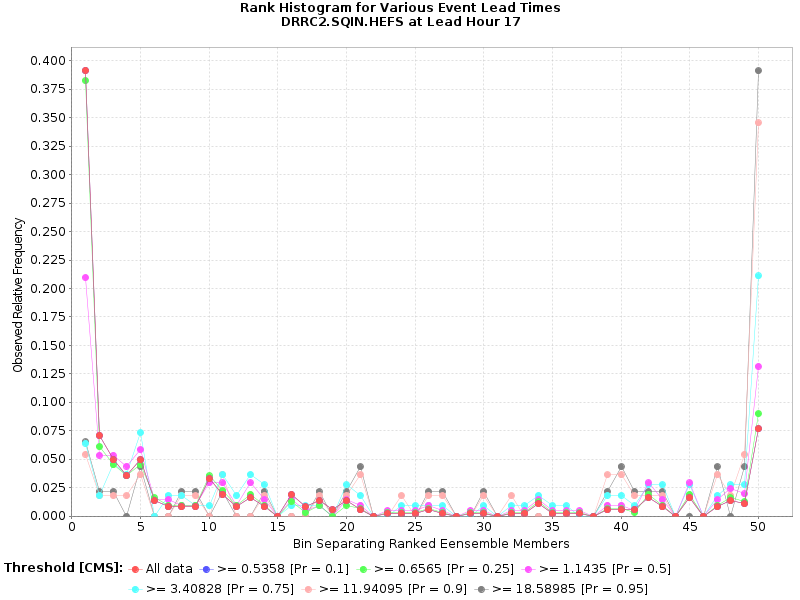 Rank Histogram for Various Event Lead Times
DRRC2.SQIN.HEFS at Lead Hour 17
0.400
0.375
0.350
0.325
0.300
0.275
0.250
0.225
0.200
0.175
0.150
0.125
0.100
0.075
0.050
0.025
0.000
Observed Relative Frequency
0 5 10 15 20 25 30 35 40 45 50
Bin Separating Ranked Eensemble Members
Threshold [CMS]: All data >= 0.5358 [Pr = 0.1] >= 0.6565 [Pr = 0.25] >= 1.1435 [Pr = 0.5]
>= 3.40828 [Pr = 0.75] >= 11.94095 [Pr = 0.9] >= 18.58985 [Pr = 0.95]